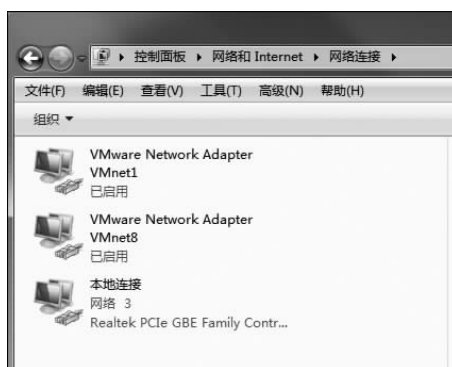 控制面板 ▸ 网络和 Internet ▸ 网络连接 ▸
文件(F) 编辑(E) 查看(V) 工具(T) 高级(N) 帮助(H)
组织 ▾
VMware Network Adapter
VMnet1
已启用
VMware Network Adapter
VMnet8
已启用
本地连接
网络 3
Realtek PCIe GBE Family Contr...